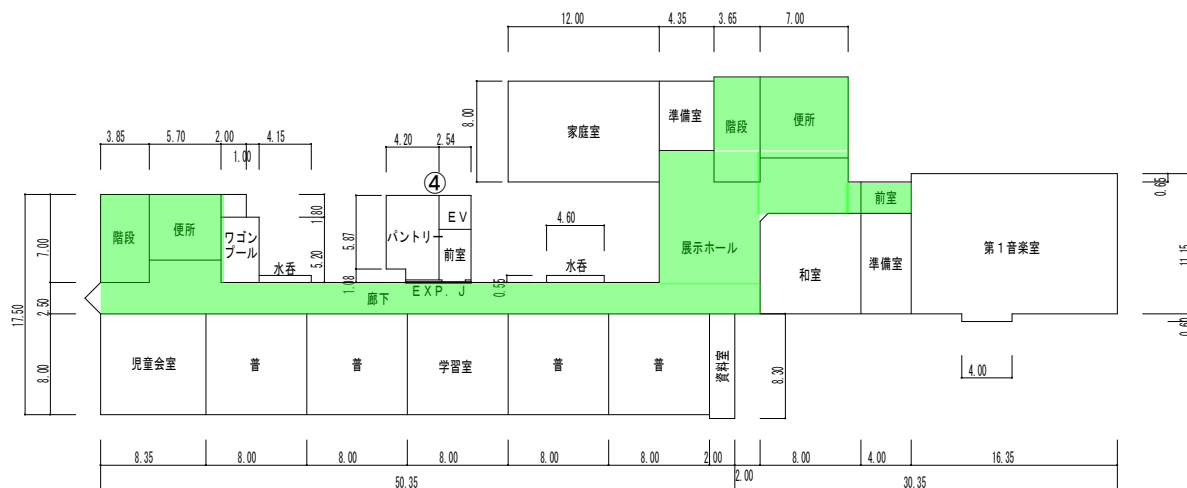 12.00 4.35 3.65 7.00
8.00
家庭室
準備室
階段
便所
3.85 5.70 2.00 4.15
1.00
4.20 2.54
④
0.65
前室
11.15
7.00
階段
便所
ワゴン
プール
1.80
5.20
水呑
5.87
1.08
パントリー
EV
前室
EXP.J
4.60
水呑
0.55
展示ホール
和室
準備室
第1音楽室
廊下
17.50
2.50
0.60
児童会室
普
普
学習室
普
普
資料室
8.00
8.30
4.00
8.35 8.00 8.00 8.00 8.00 8.00 2.00 8.00 4.00 16.35
2.00
50.35 30.35